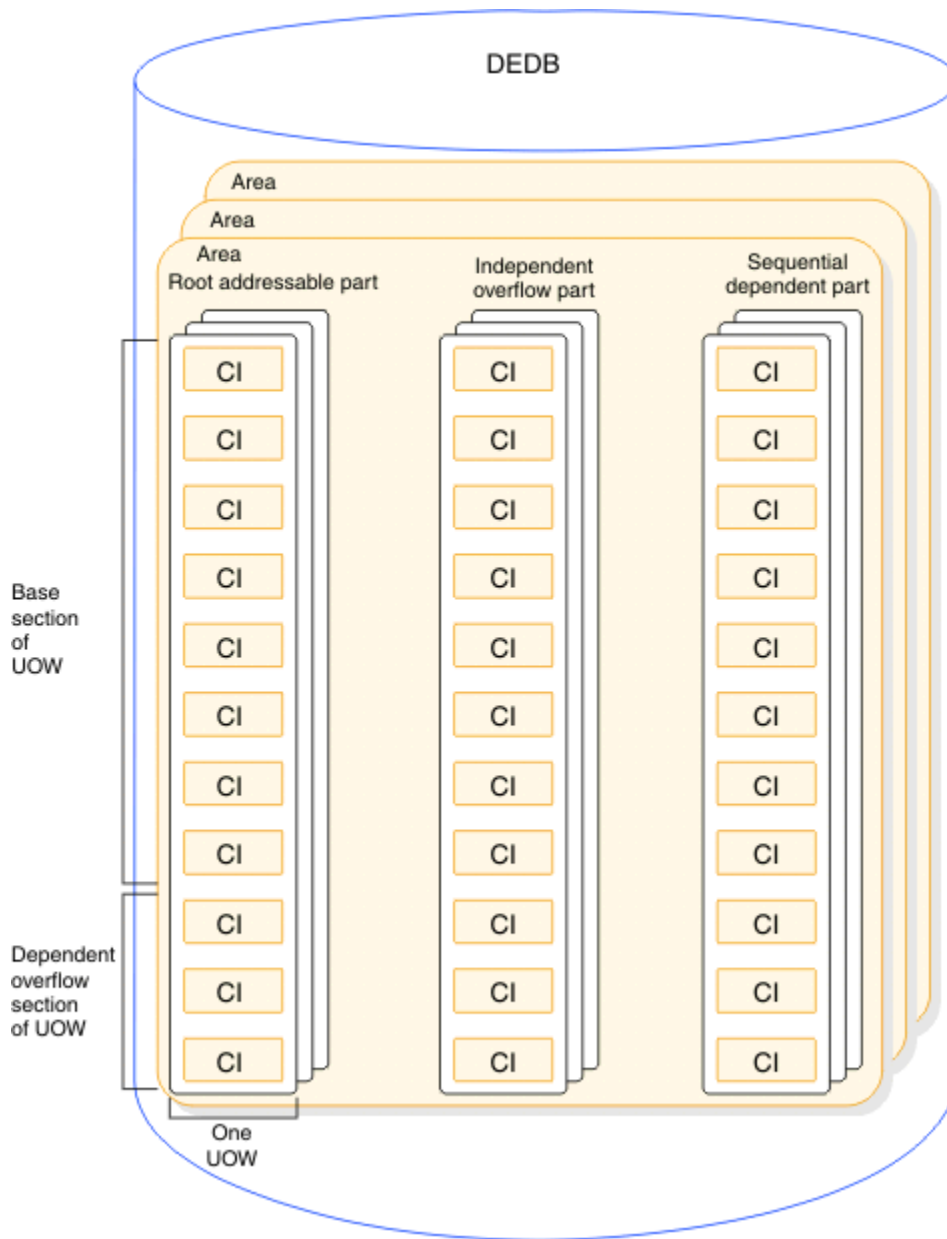 DEDB
Area
Area
Area
Root addressable part
Independent
overflow part
Sequential
dependent part
CI CI CI
CI CI CI
CI CI CI
CI CI CI
CI CI CI
CI CI CI
CI CI CI
CI CI CI
CI CI CI
CI CI CI
CI CI CI
Base
section
of
UOW
Dependent
overflow
section
of UOW
One
UOW